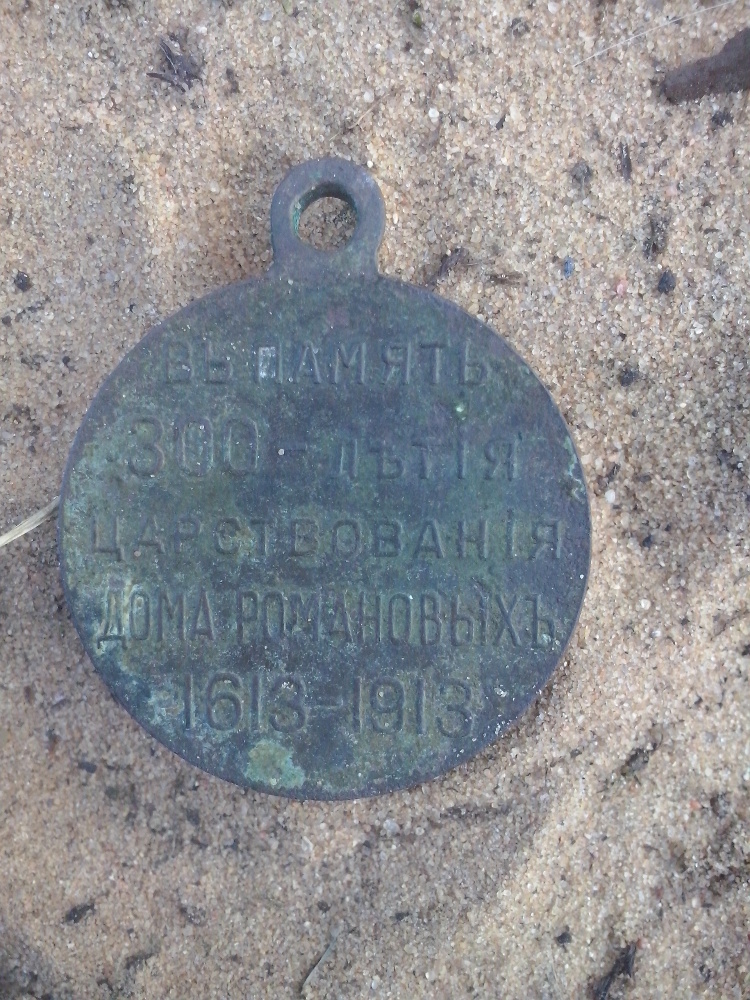 ВЪ ПАМЯТЬ
300-ЛѢТІЯ
ЦАРСТВОВАНІЯ
ДОМА РОМАНОВЫХЪ
1613-1913